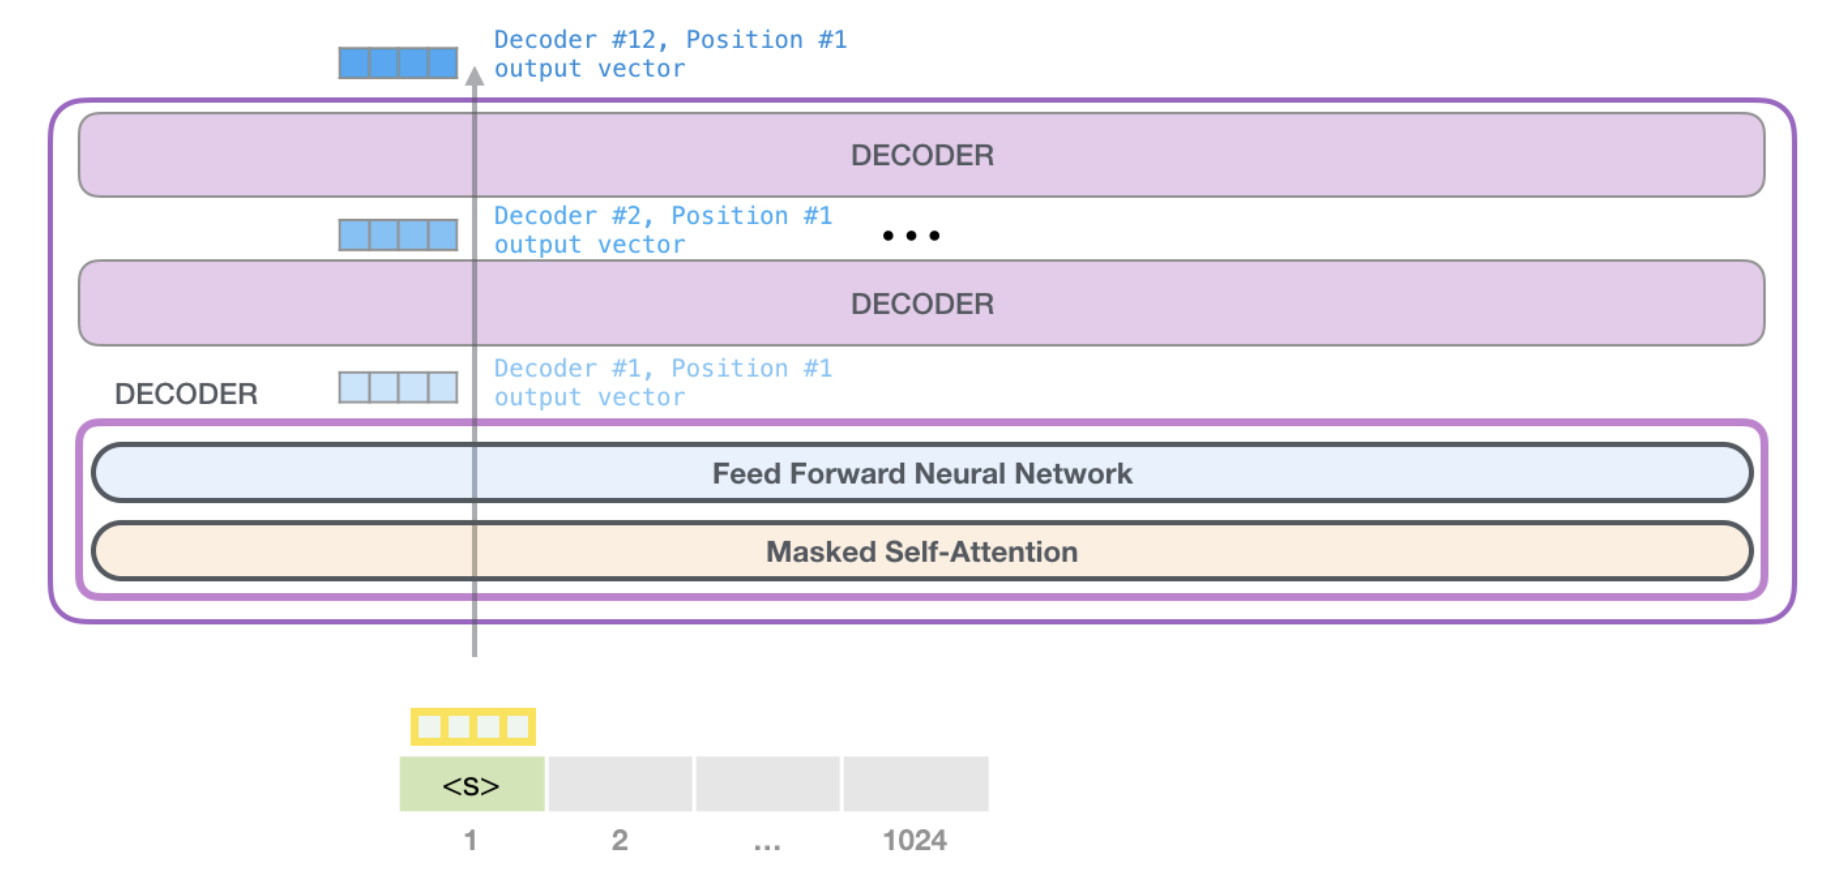 Decoder #12, Position #1
output vector
DECODER
Decoder #2, Position #1
output vector
...
DECODER
Decoder #1, Position #1
output vector
DECODER
Feed Forward Neural Network
Masked Self-Attention
<s>
1 2 ... 1024